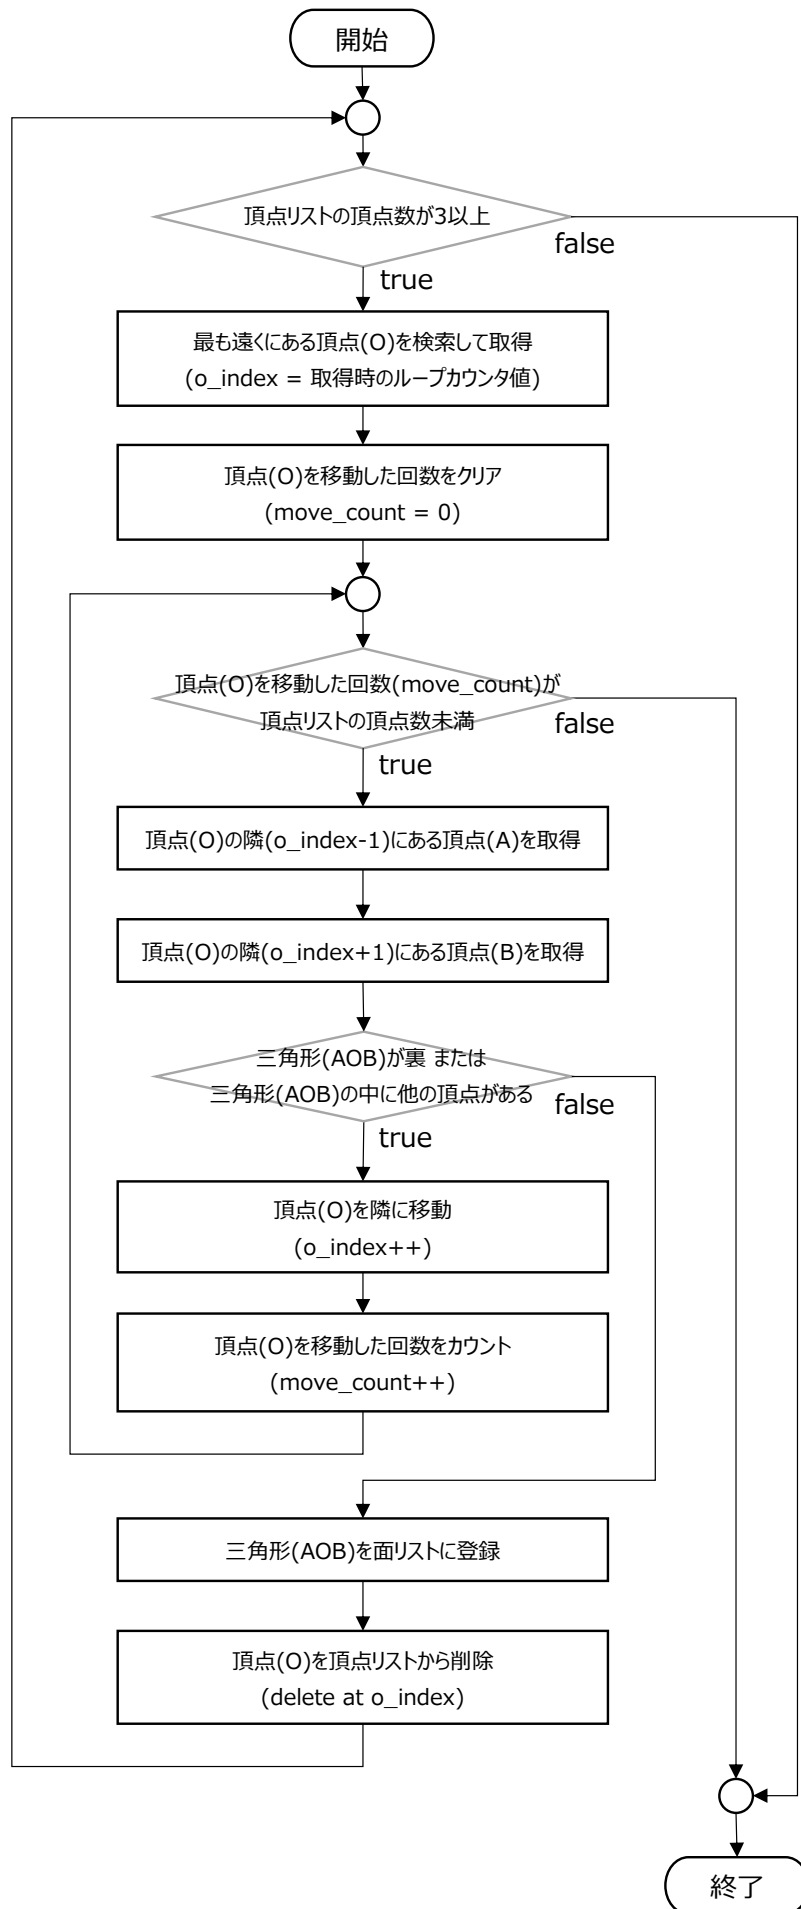 開始
頂点リストの頂点数が3以上
false
true
最も遠くにある頂点(O)を検索して取得
(o_index = 取得時のループカウンタ値)
頂点(O)を移動した回数をクリア
(move_count = 0)
頂点(O)を移動した回数(move_count)が
頂点リストの頂点数未満
false
true
頂点(O)の隣(o_index-1)にある頂点(A)を取得
頂点(O)の隣(o_index+1)にある頂点(B)を取得
三角形(AOB)が裏 または
三角形(AOB)の中に他の頂点がある
false
true
頂点(O)を隣に移動
(o_index++)
頂点(O)を移動した回数をカウント
(move_count++)
三角形(AOB)を面リストに登録
頂点(O)を頂点リストから削除
(delete at o_index)
終了